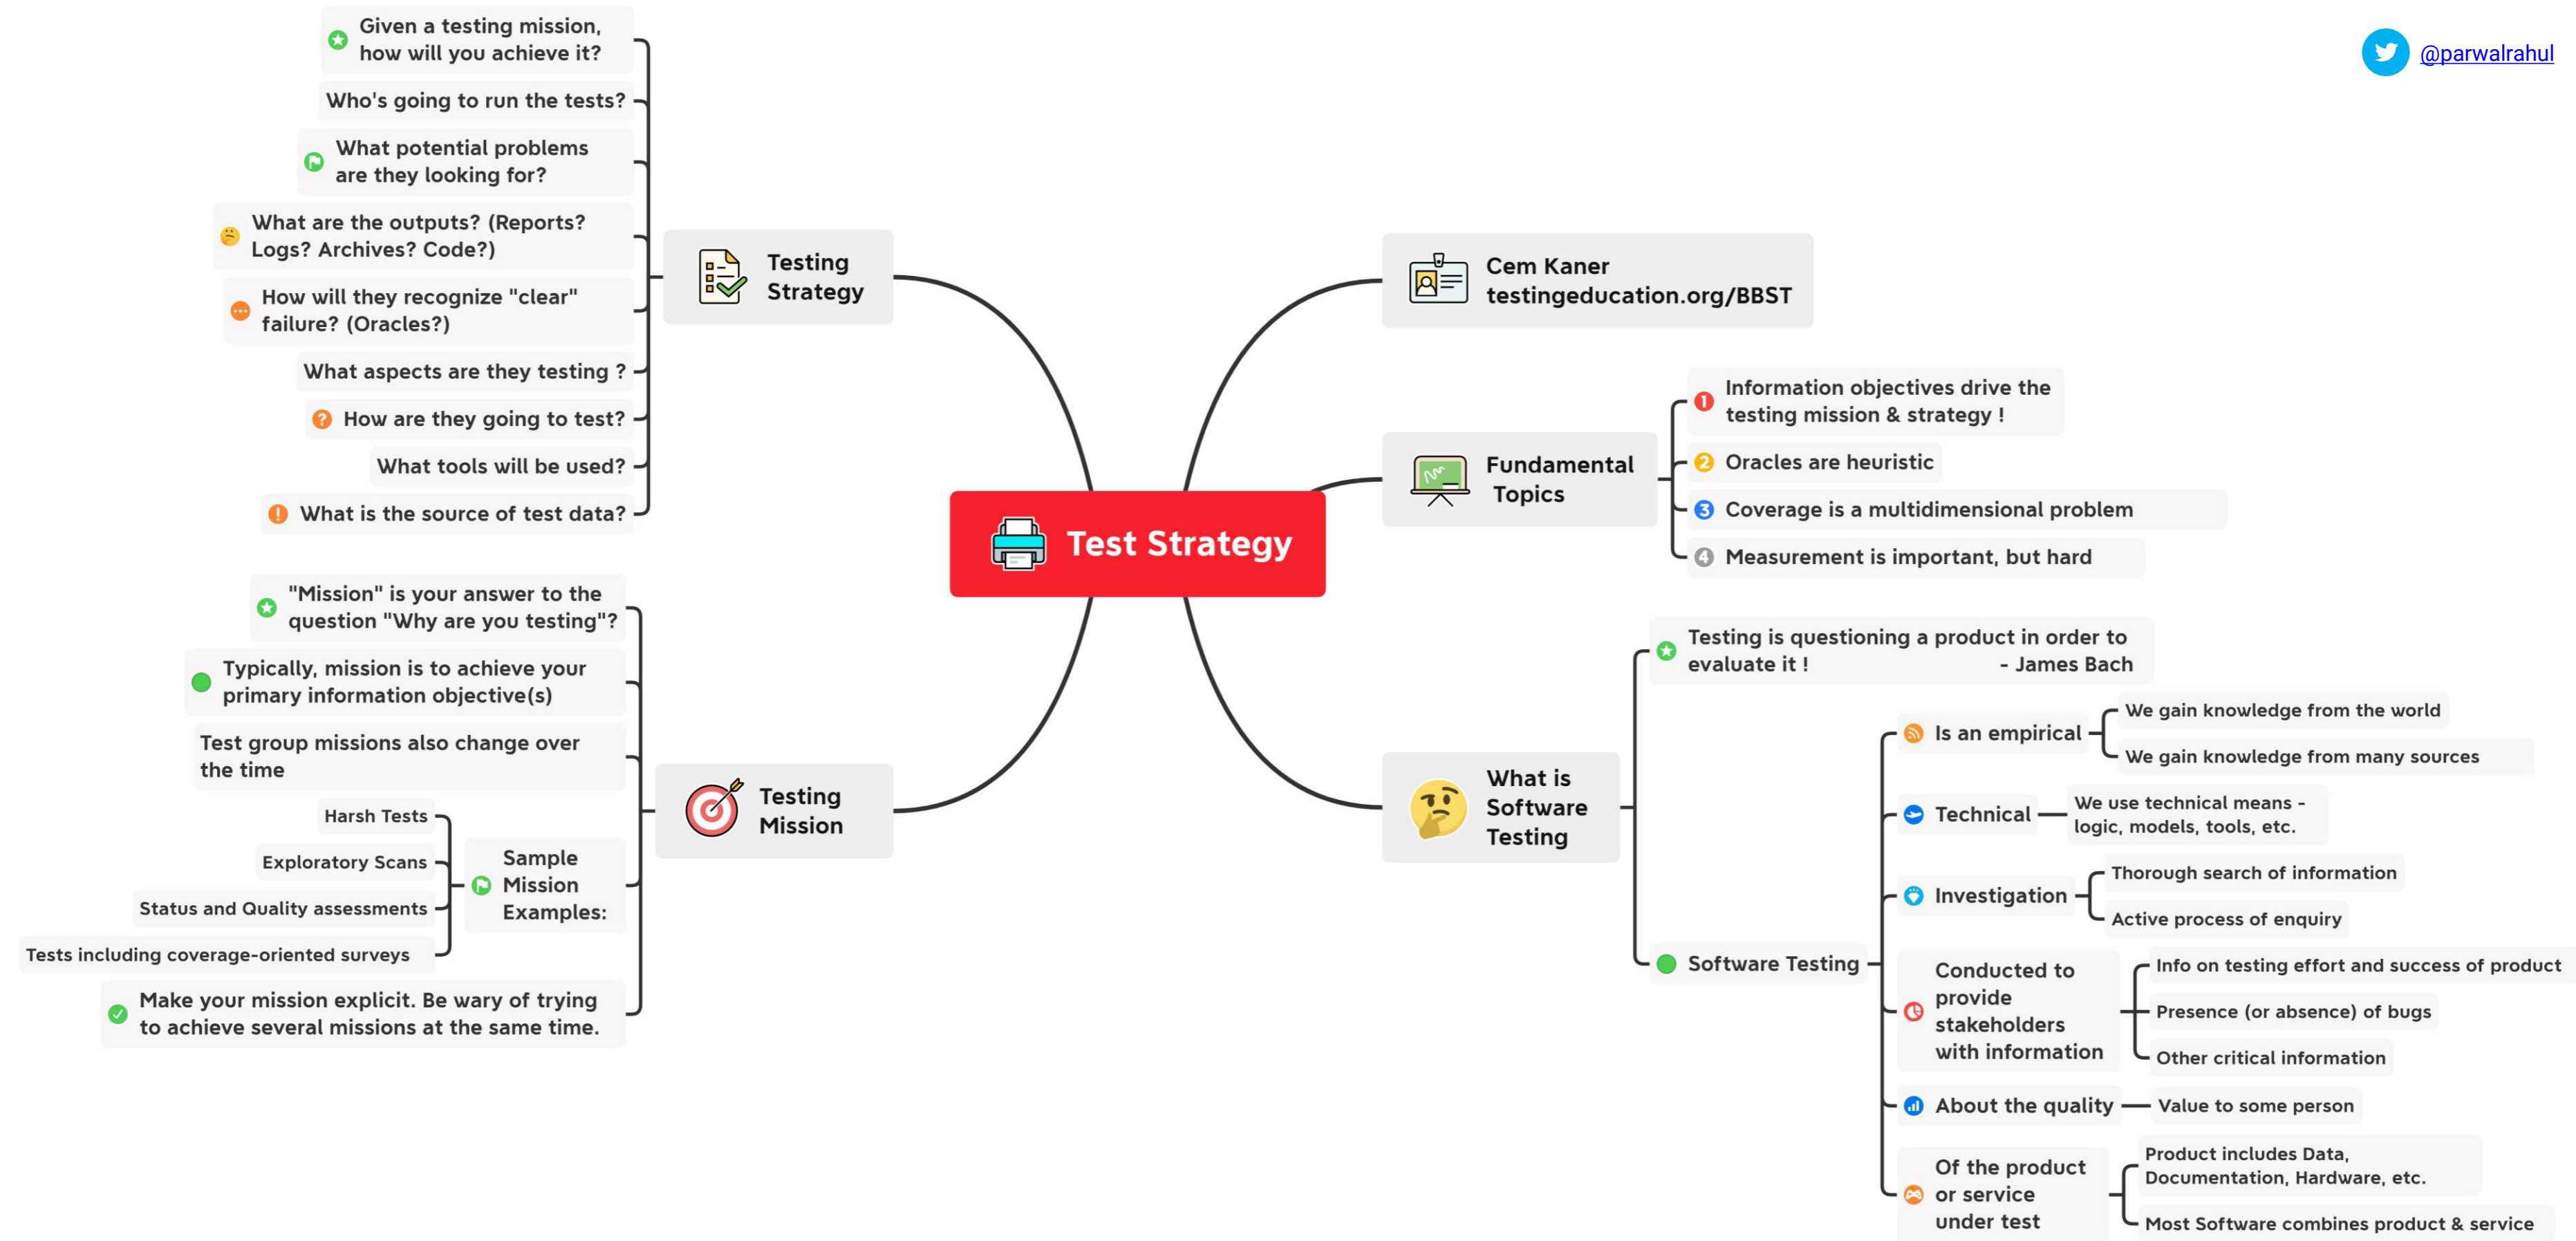 @parwalrahul
Test Strategy
Cem Kaner
testingeducation.org/BBST
Fundamental
Topics
1
Information objectives drive the
testing mission & strategy !
2
Oracles are heuristic
3
Coverage is a multidimensional problem
4
Measurement is important, but hard
What is
Software
Testing
Testing is questioning a product in order to
evaluate it ! - James Bach
Software Testing
Is an empirical
We gain knowledge from the world
We gain knowledge from many sources
Technical
We use technical means -
logic, models, tools, etc.
Investigation
Thorough search of information
Active process of enquiry
Conducted to
provide
stakeholders
with information
Info on testing effort and success of product
Presence (or absence) of bugs
Other critical information
About the quality
Value to some person
Of the product
or service
under test
Product includes Data,
Documentation, Hardware, etc.
Most Software combines product & service
Testing
Strategy
Given a testing mission,
how will you achieve it?
Who's going to run the tests?
What potential problems
are they looking for?
What are the outputs? (Reports?
Logs? Archives? Code?)
How will they recognize "clear"
failure? (Oracles?)
What aspects are they testing ?
? How are they going to test?
What tools will be used?
! What is the source of test data?
Testing
Mission
"Mission" is your answer to the
question "Why are you testing"?
Typically, mission is to achieve your
primary information objective(s)
Test group missions also change over
the time
Sample
Mission
Examples:
Harsh Tests
Exploratory Scans
Status and Quality assessments
Tests including coverage-oriented surveys
Make your mission explicit. Be wary of trying
to achieve several missions at the same time.